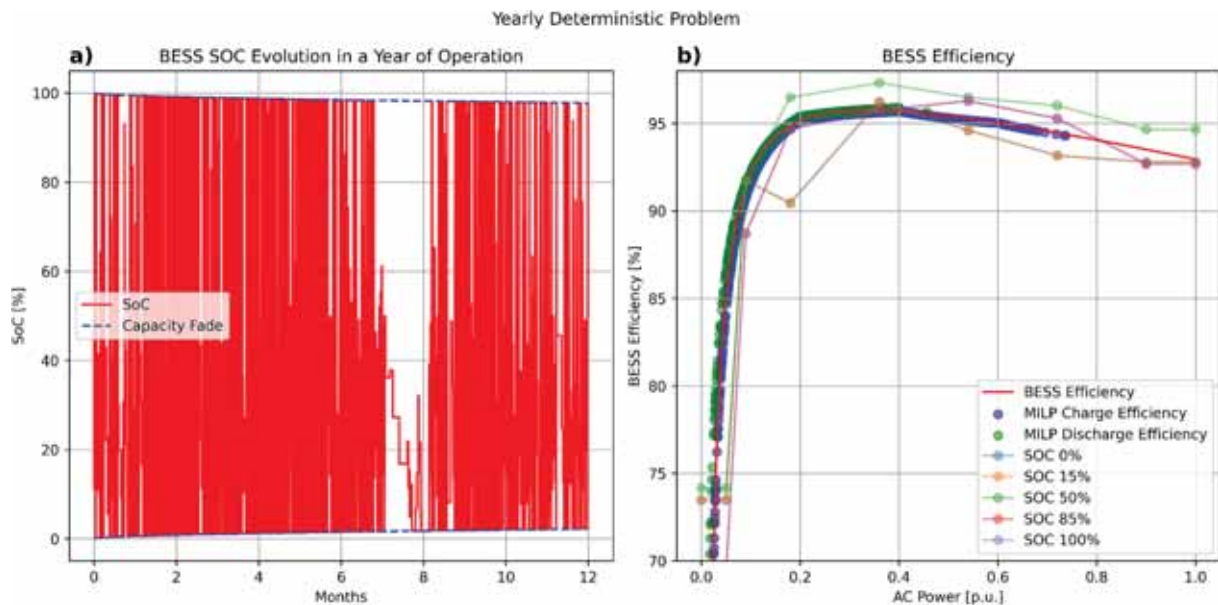 Yearly Deterministic Problem
a) BESS SOC Evolution in a Year of Operation
100
80
60
40
20
0
SoC [%]
SoC
Capacity Fade
0 2 4 6 8 10 12
Months
b) BESS Efficiency
95
90
85
80
75
70
BESS Efficiency [%]
BESS Efficiency
MILP Charge Efficiency
MILP Discharge Efficiency
SOC 0%
SOC 15%
SOC 50%
SOC 85%
SOC 100%
0.0 0.2 0.4 0.6 0.8 1.0
AC Power [p.u.]